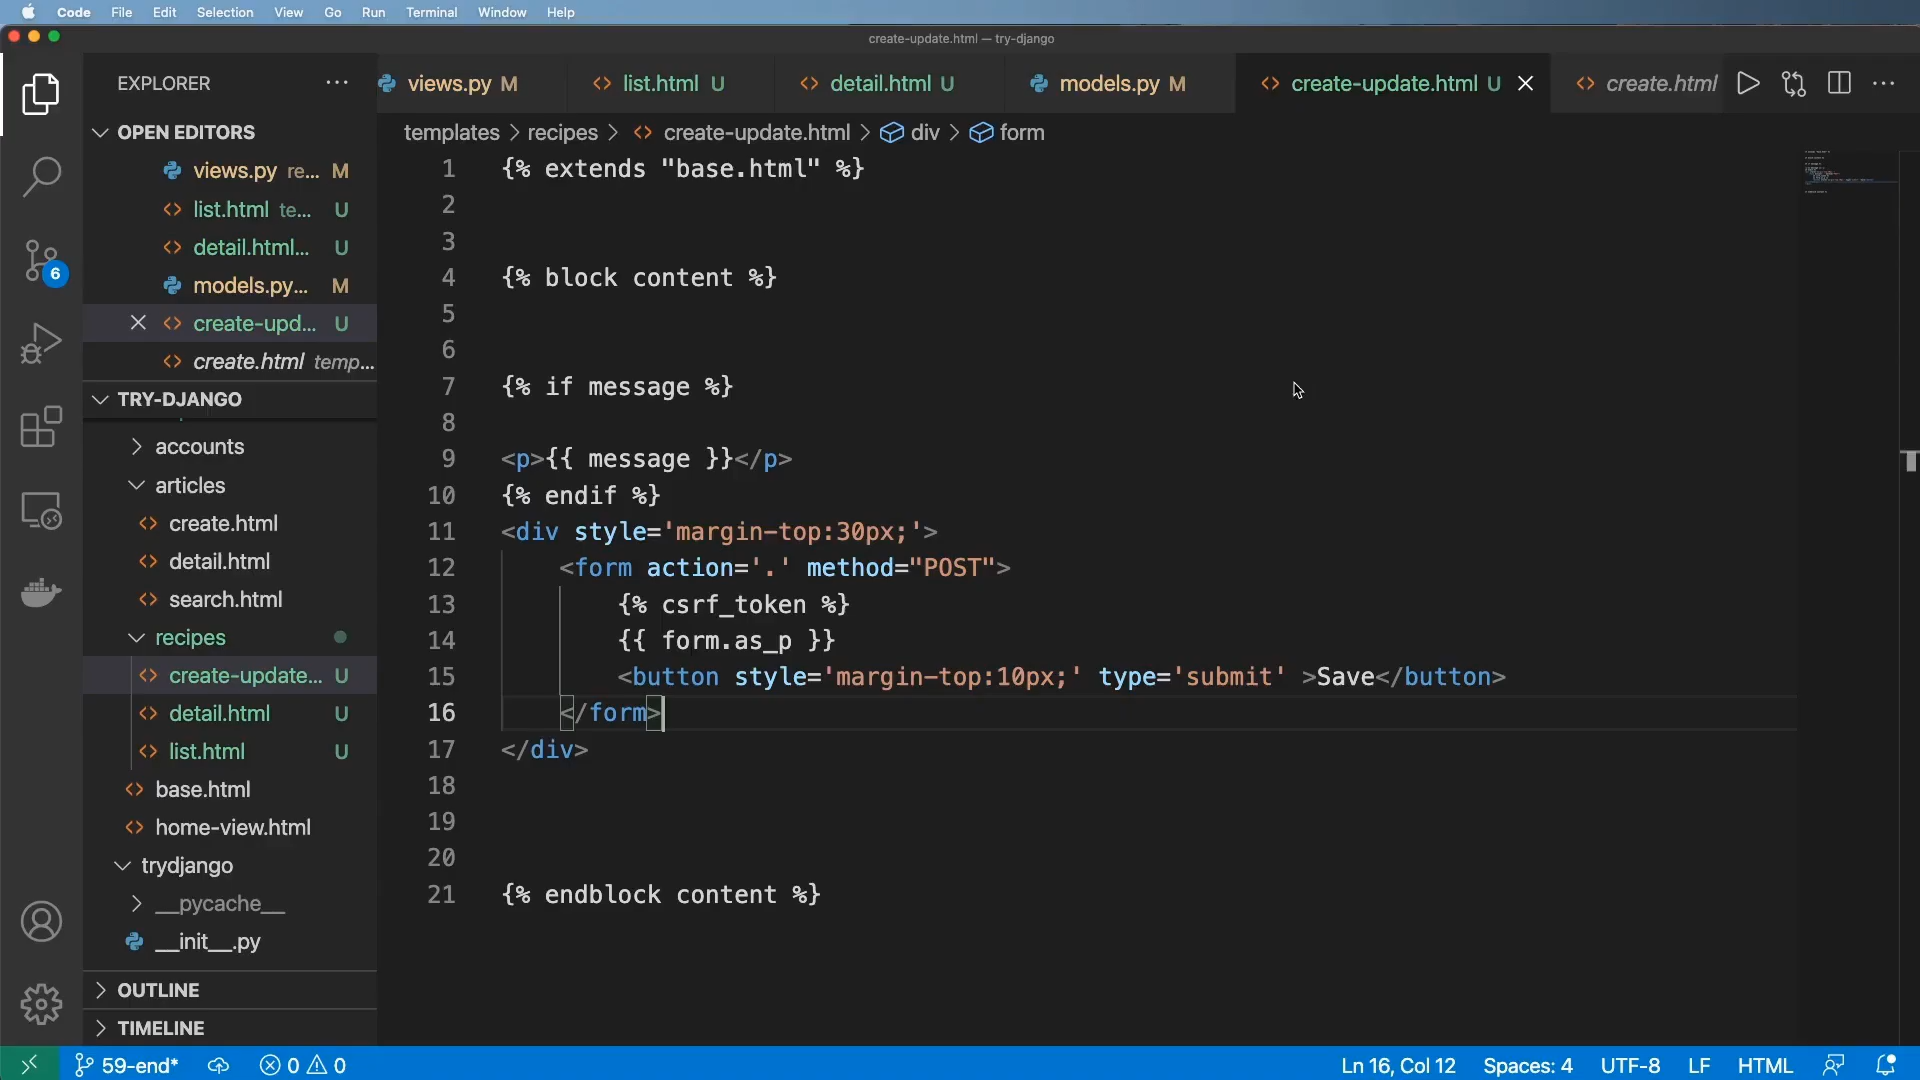 Code File Edit Selection View Go Run Terminal Window Help
create-update.html — try-django
EXPLORER
views.py M
list.html U
detail.html U
models.py M
create-update.html U
create.html
OPEN EDITORS
views.py re... M
list.html te... U
detail.html... U
models.py... M
create-upd... U
create.html temp...
TRY-DJANGO
accounts
articles
create.html
detail.html
search.html
recipes
create-update... U
detail.html U
list.html U
base.html
home-view.html
trydjango
__pycache__
__init__.py
OUTLINE
TIMELINE
6
templates > recipes > create-update.html > div > form
1 {% extends "base.html" %}
2
3
4 {% block content %}
5
6
7 {% if message %}
8
9 <p>{{ message }}</p>
10 {% endif %}
11 <div style='margin-top:30px;'>
12 <form action='.' method="POST">
13 {% csrf_token %}
14 {{ form.as_p }}
15 <button style='margin-top:10px;' type='submit' >Save</button>
16 </form>
17 </div>
18
19
20
21 {% endblock content %}
59-end* 0 0 Ln 16, Col 12 Spaces: 4 UTF-8 LF HTML